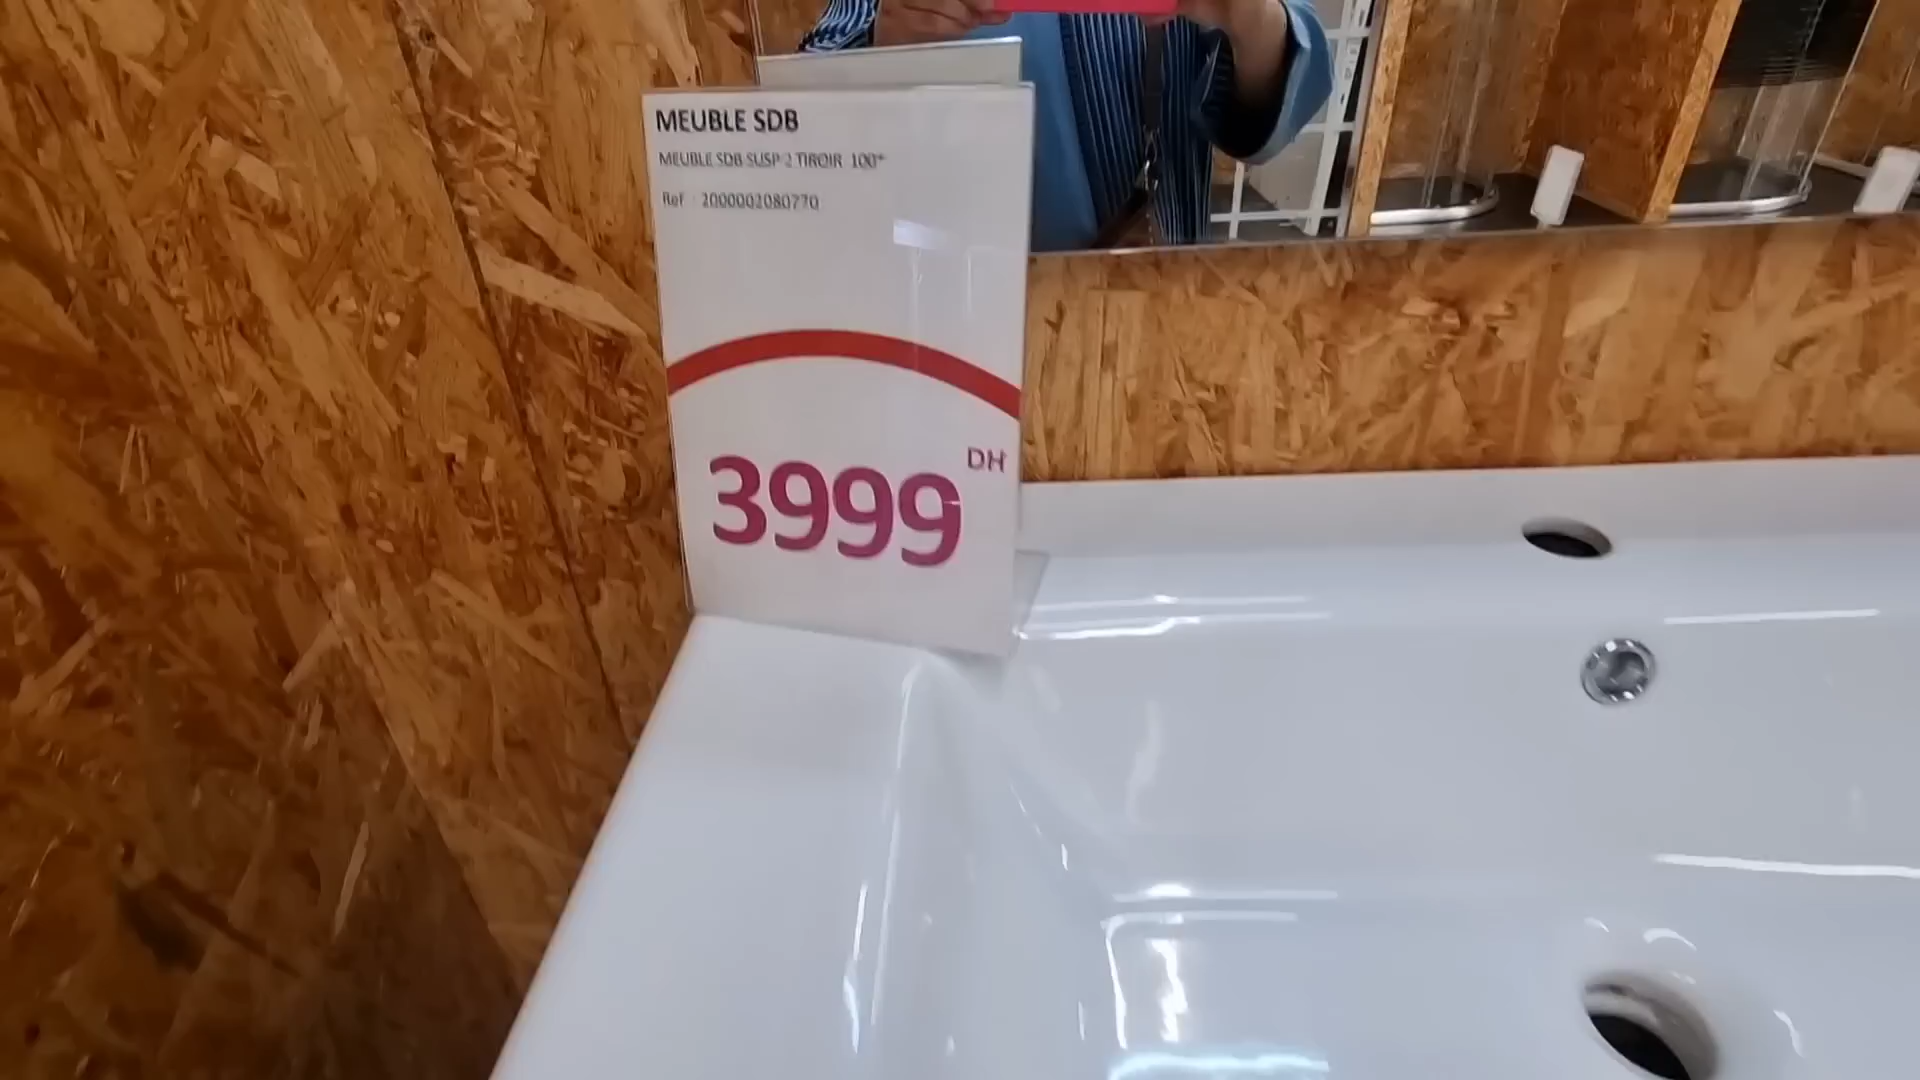 MEUBLE SDB
MEUBLE SDB SUSP 2 TIROIR 100*
Ref : 2000002080770
3999 DH